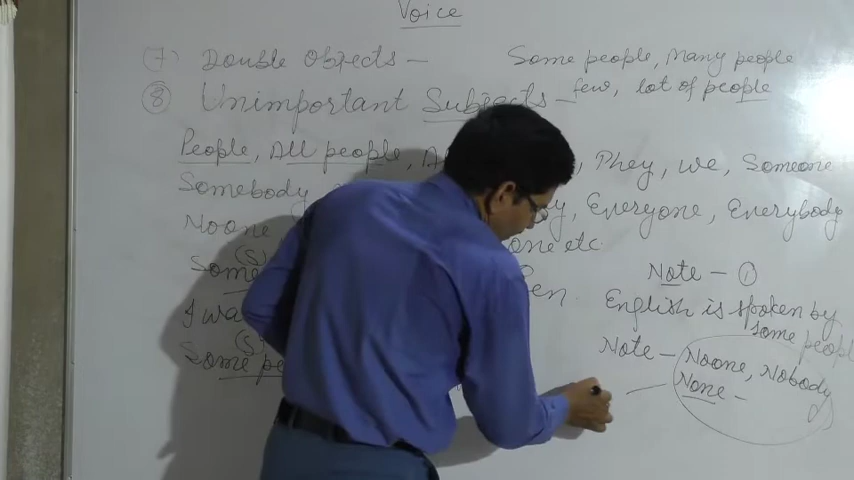 Voice
(7) Double objects - Some people, Many people
(8) Unimportant Subjects - few, lot of people
People, All people, Phey, we, Someone
Somebody Everyone, Everybody
Noone one etc.
(S)
Note - (1)
English is spoken by
some people
I wa
(S)
Some pe
Note - Noone, Nobody
None -